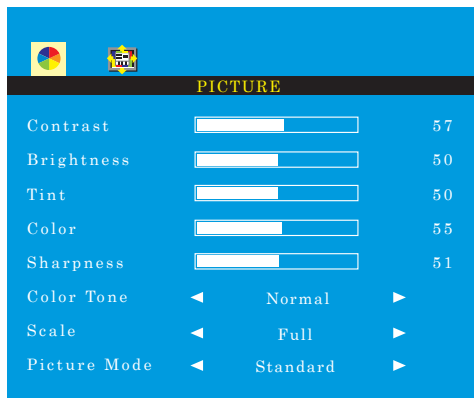 PICTURE
Contrast 57
Brightness 50
Tint 50
Color 55
Sharpness 51
Color Tone Normal
Scale Full
Picture Mode Standard